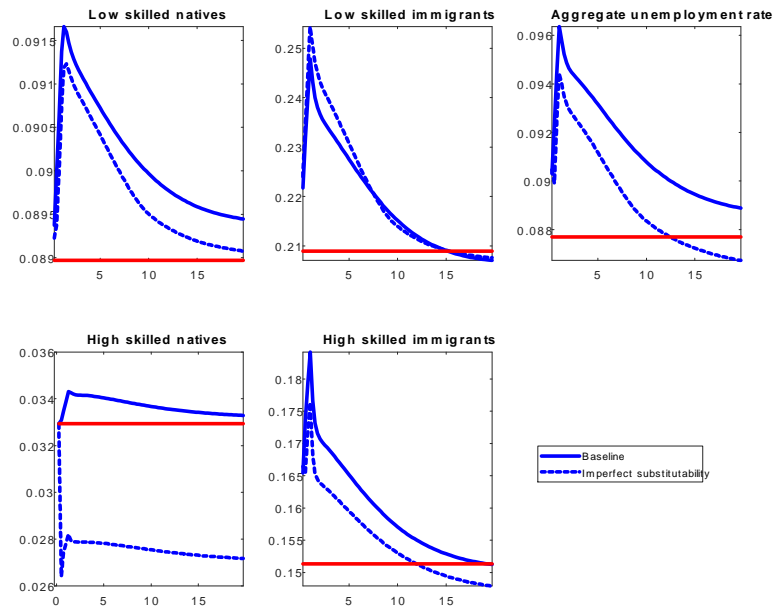 Low skilled natives
0.0915
0.091
0.0905
0.09
0.0895
0.089
5 10 15
Low skilled immigrants
0.25
0.24
0.23
0.22
0.21
5 10 15
Aggregate unemployment rate
0.096
0.094
0.092
0.09
0.088
5 10 15
High skilled natives
0.036
0.034
0.032
0.03
0.028
0.026
0 5 10 15
High skilled immigrants
0.18
0.175
0.17
0.165
0.16
0.155
0.15
5 10 15
Baseline
Imperfect substitutability